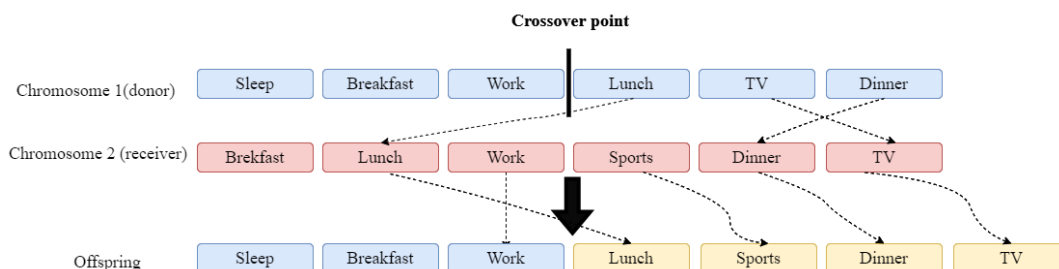 Crossover point
Chromosome 1(donor) Sleep Breakfast Work Lunch TV Dinner
Chromosome 2 (receiver) Brekfast Lunch Work Sports Dinner TV
Offspring Sleep Breakfast Work Lunch Sports Dinner TV